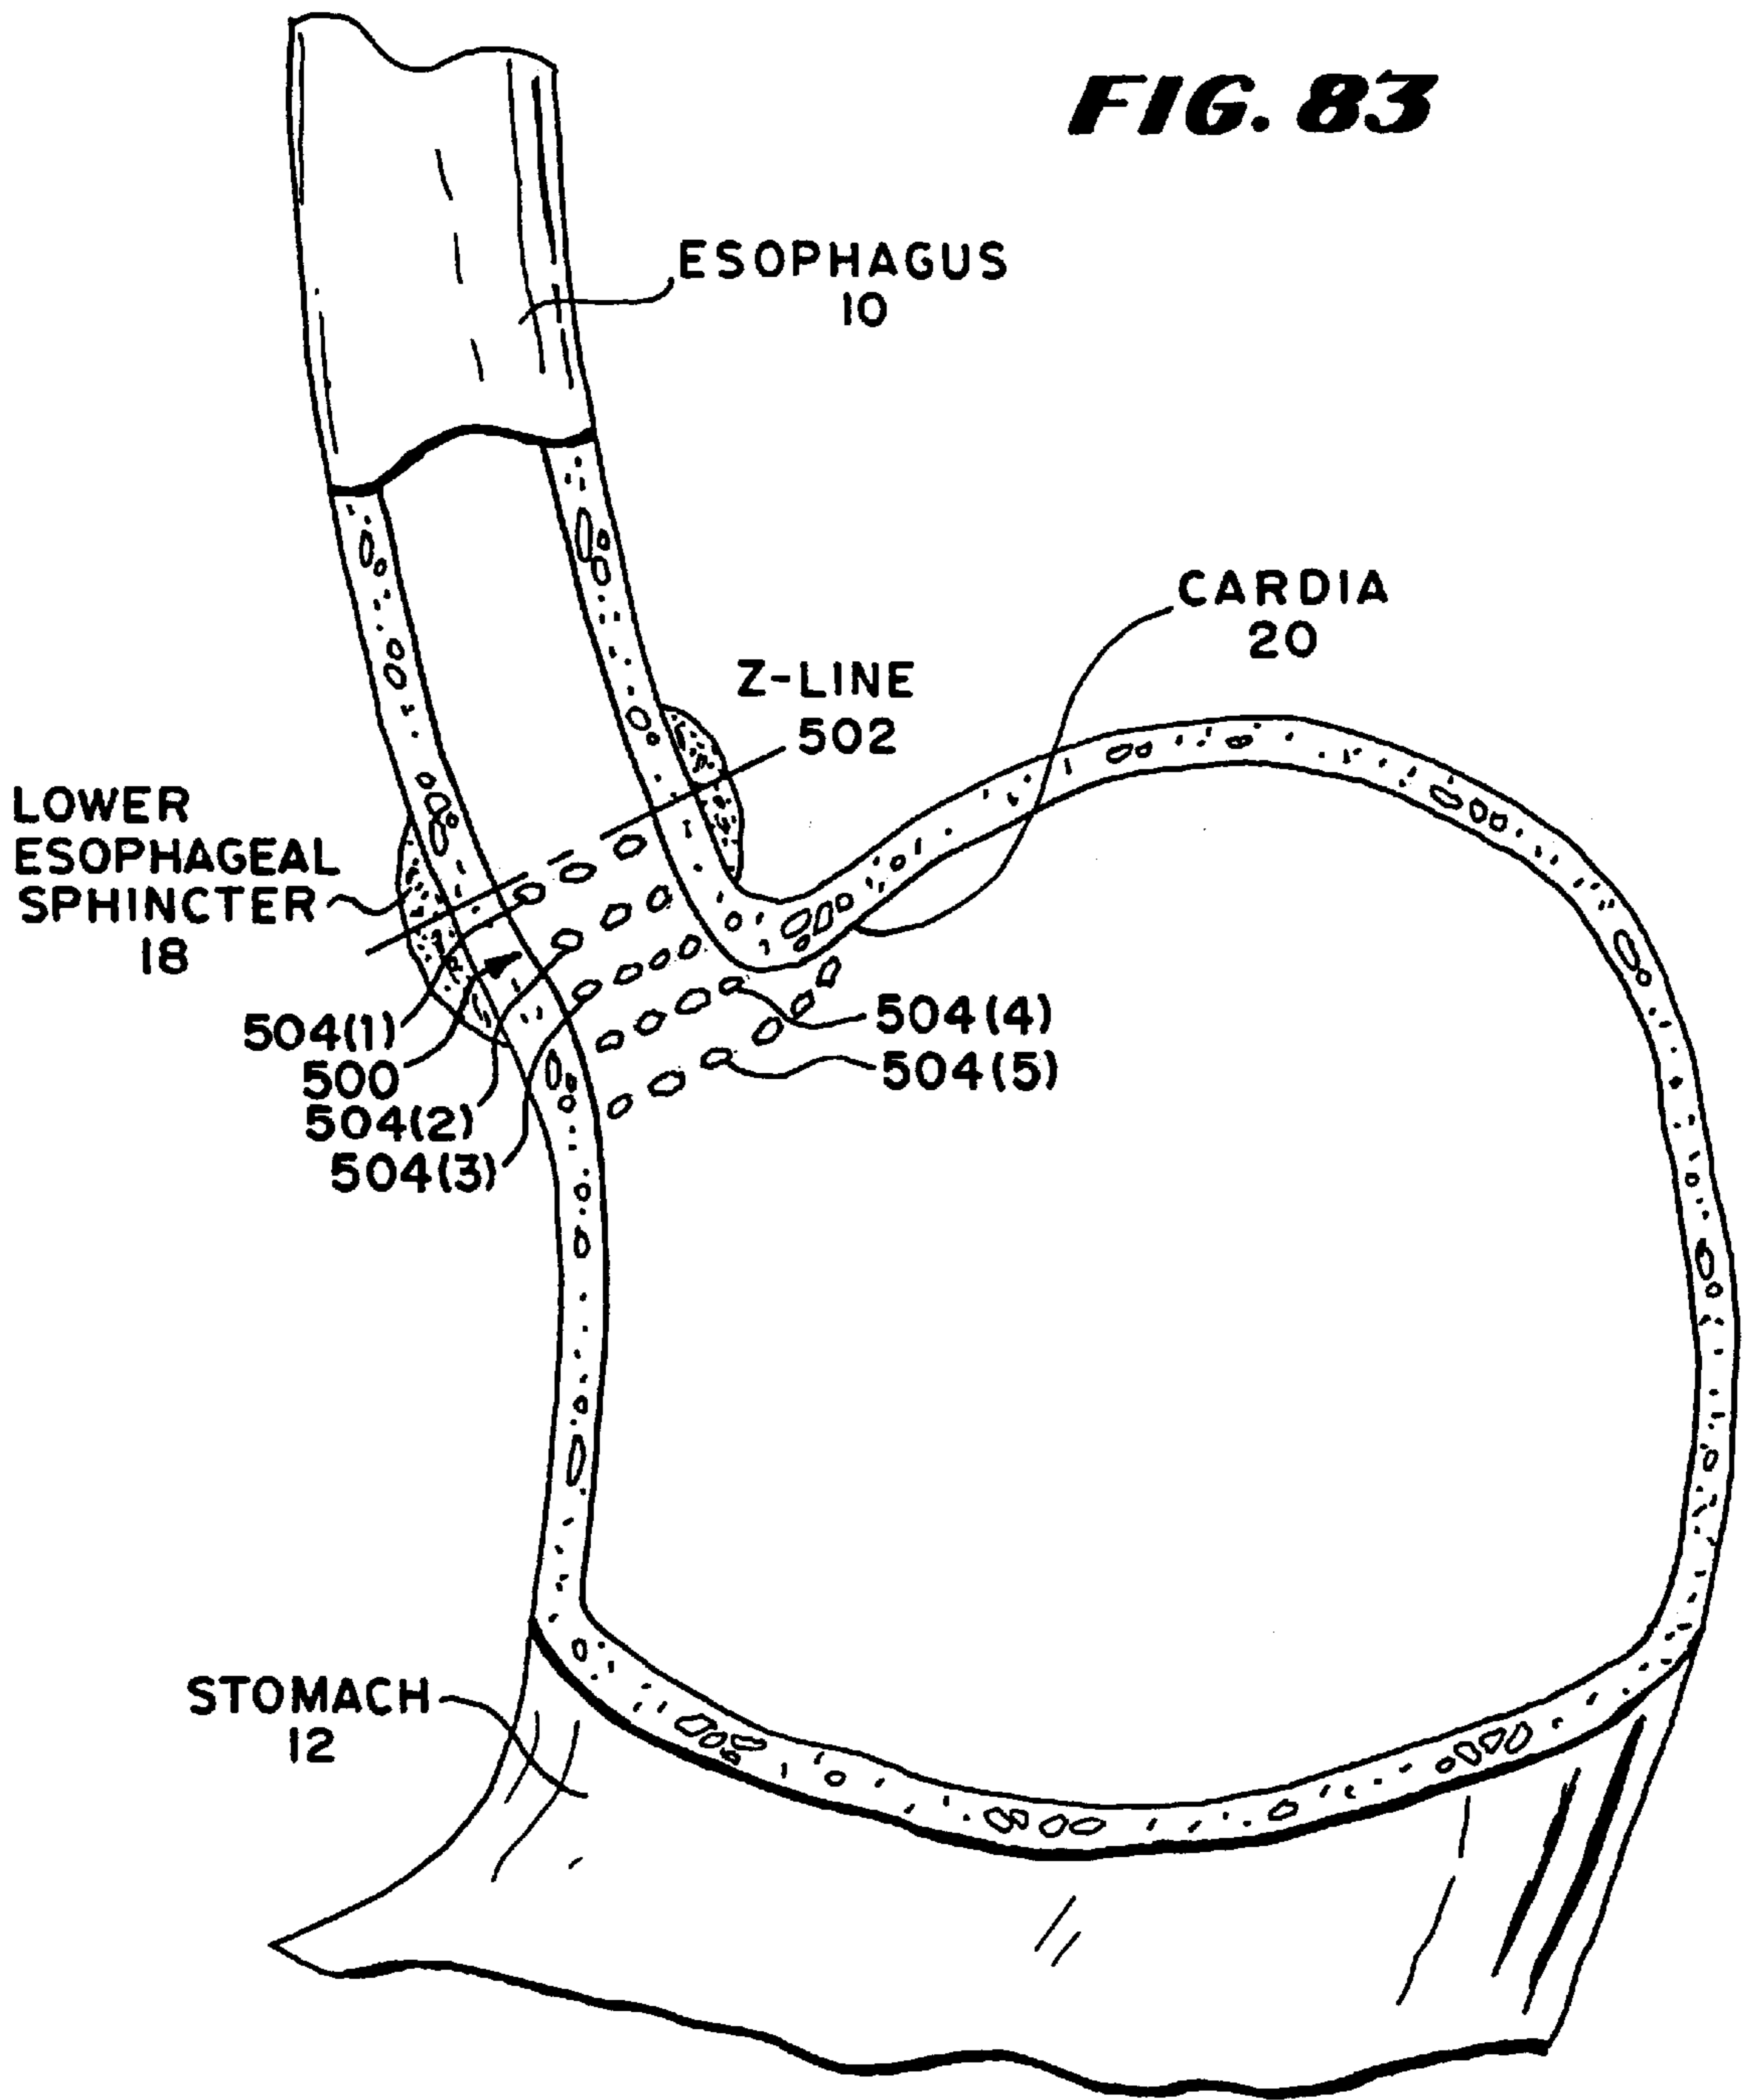 FIG. 83
ESOPHAGUS
10
CARDIA
20
Z-LINE
502
LOWER
ESOPHAGEAL
SPHINCTER
18
504(1)
500
504(2)
504(3)
504(4)
504(5)
STOMACH
12